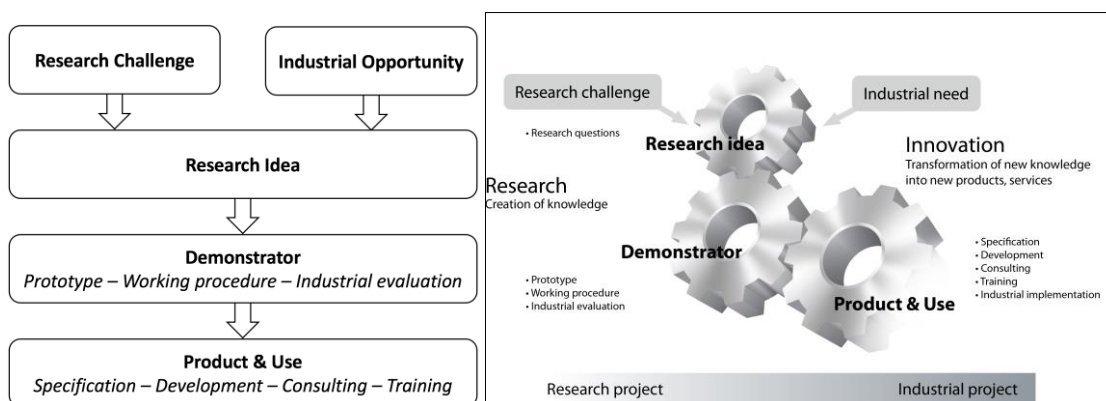 Research Challenge
Industrial Opportunity
Research Idea
Demonstrator
Prototype – Working procedure – Industrial evaluation
Product & Use
Specification – Development – Consulting – Training
Research challenge
Industrial need
• Research questions
Research idea
Innovation
Transformation of new knowledge
into new products, services
Research
Creation of knowledge
Demonstrator
• Prototype
• Working procedure
• Industrial evaluation
Product & Use
• Specification
• Development
• Consulting
• Training
• Industrial implementation
Research project
Industrial project